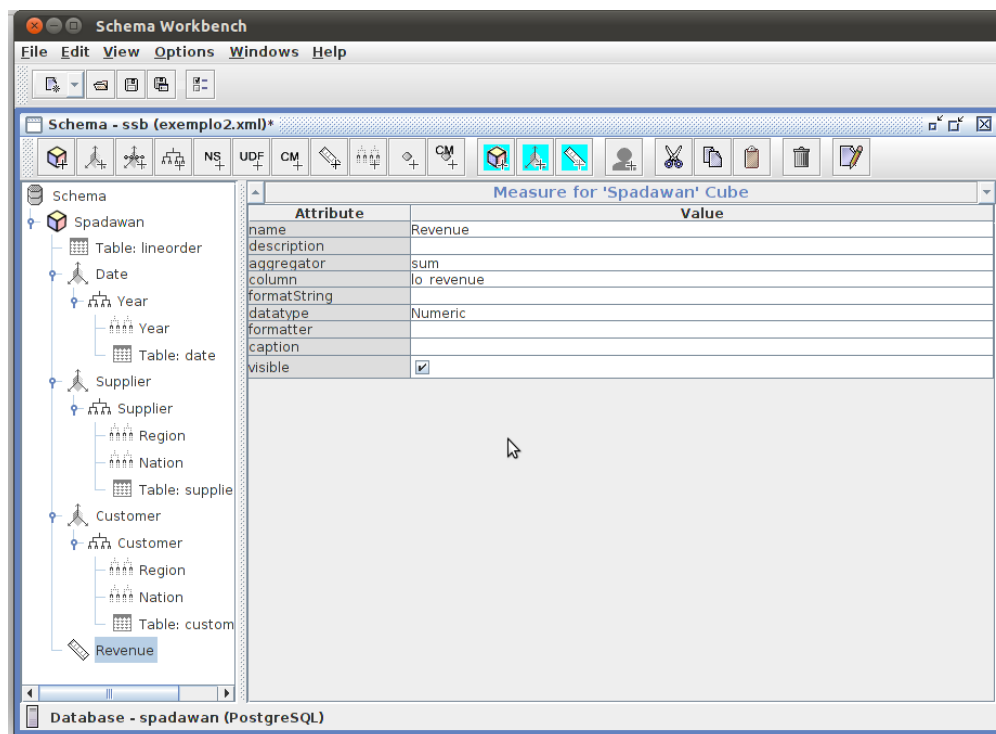 Schema Workbench
File Edit View Options Windows Help
Schema - ssb (exemplo2.xml)*
NS UDF CM CM
Schema
Spadawan
Table: lineorder
Date
Year
Year
Table: date
Supplier
Supplier
Region
Nation
Table: supplie
Customer
Customer
Region
Nation
Table: custom
Revenue
Measure for 'Spadawan' Cube
Attribute Value
name Revenue
description
aggregator sum
column lo_revenue
formatString
datatype Numeric
formatter
caption
visible
Database - spadawan (PostgreSQL)